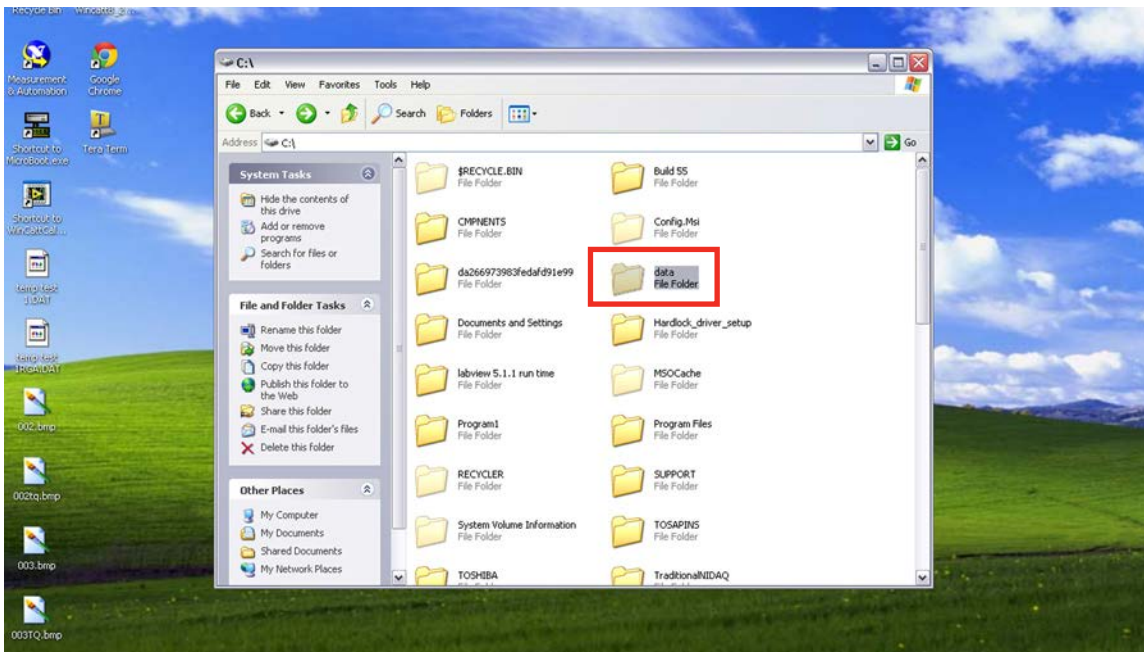 Recycle Bin
Measurement
& Automation
Google
Chrome
Shortcut to
MicroBoot.exe
Tera Term
Shortcut to
temp test
1.DAT
temp test
002.bmp
002tq.bmp
003.bmp
003TQ.bmp
C:\
File Edit View Favorites Tools Help
Back Search Folders
Address C:\ Go
System Tasks
Hide the contents of
this drive
Add or remove
programs
Search for files or
folders
File and Folder Tasks
Rename this folder
Move this folder
Copy this folder
Publish this folder to
the Web
Share this folder
E-mail this folder's files
Delete this folder
Other Places
My Computer
My Documents
Shared Documents
My Network Places
$RECYCLE.BIN
File Folder
Build 55
File Folder
CMPNENTS
File Folder
Config.Msi
File Folder
da266973983fedafd91e99
File Folder
data
File Folder
Documents and Settings
File Folder
Hardlock_driver_setup
File Folder
labview 5.1.1 run time
File Folder
MSOCache
File Folder
Program1
File Folder
Program Files
File Folder
RECYCLER
File Folder
SUPPORT
File Folder
System Volume Information
File Folder
TOSAPINS
File Folder
TOSHIBA
TraditionalNIDAQ